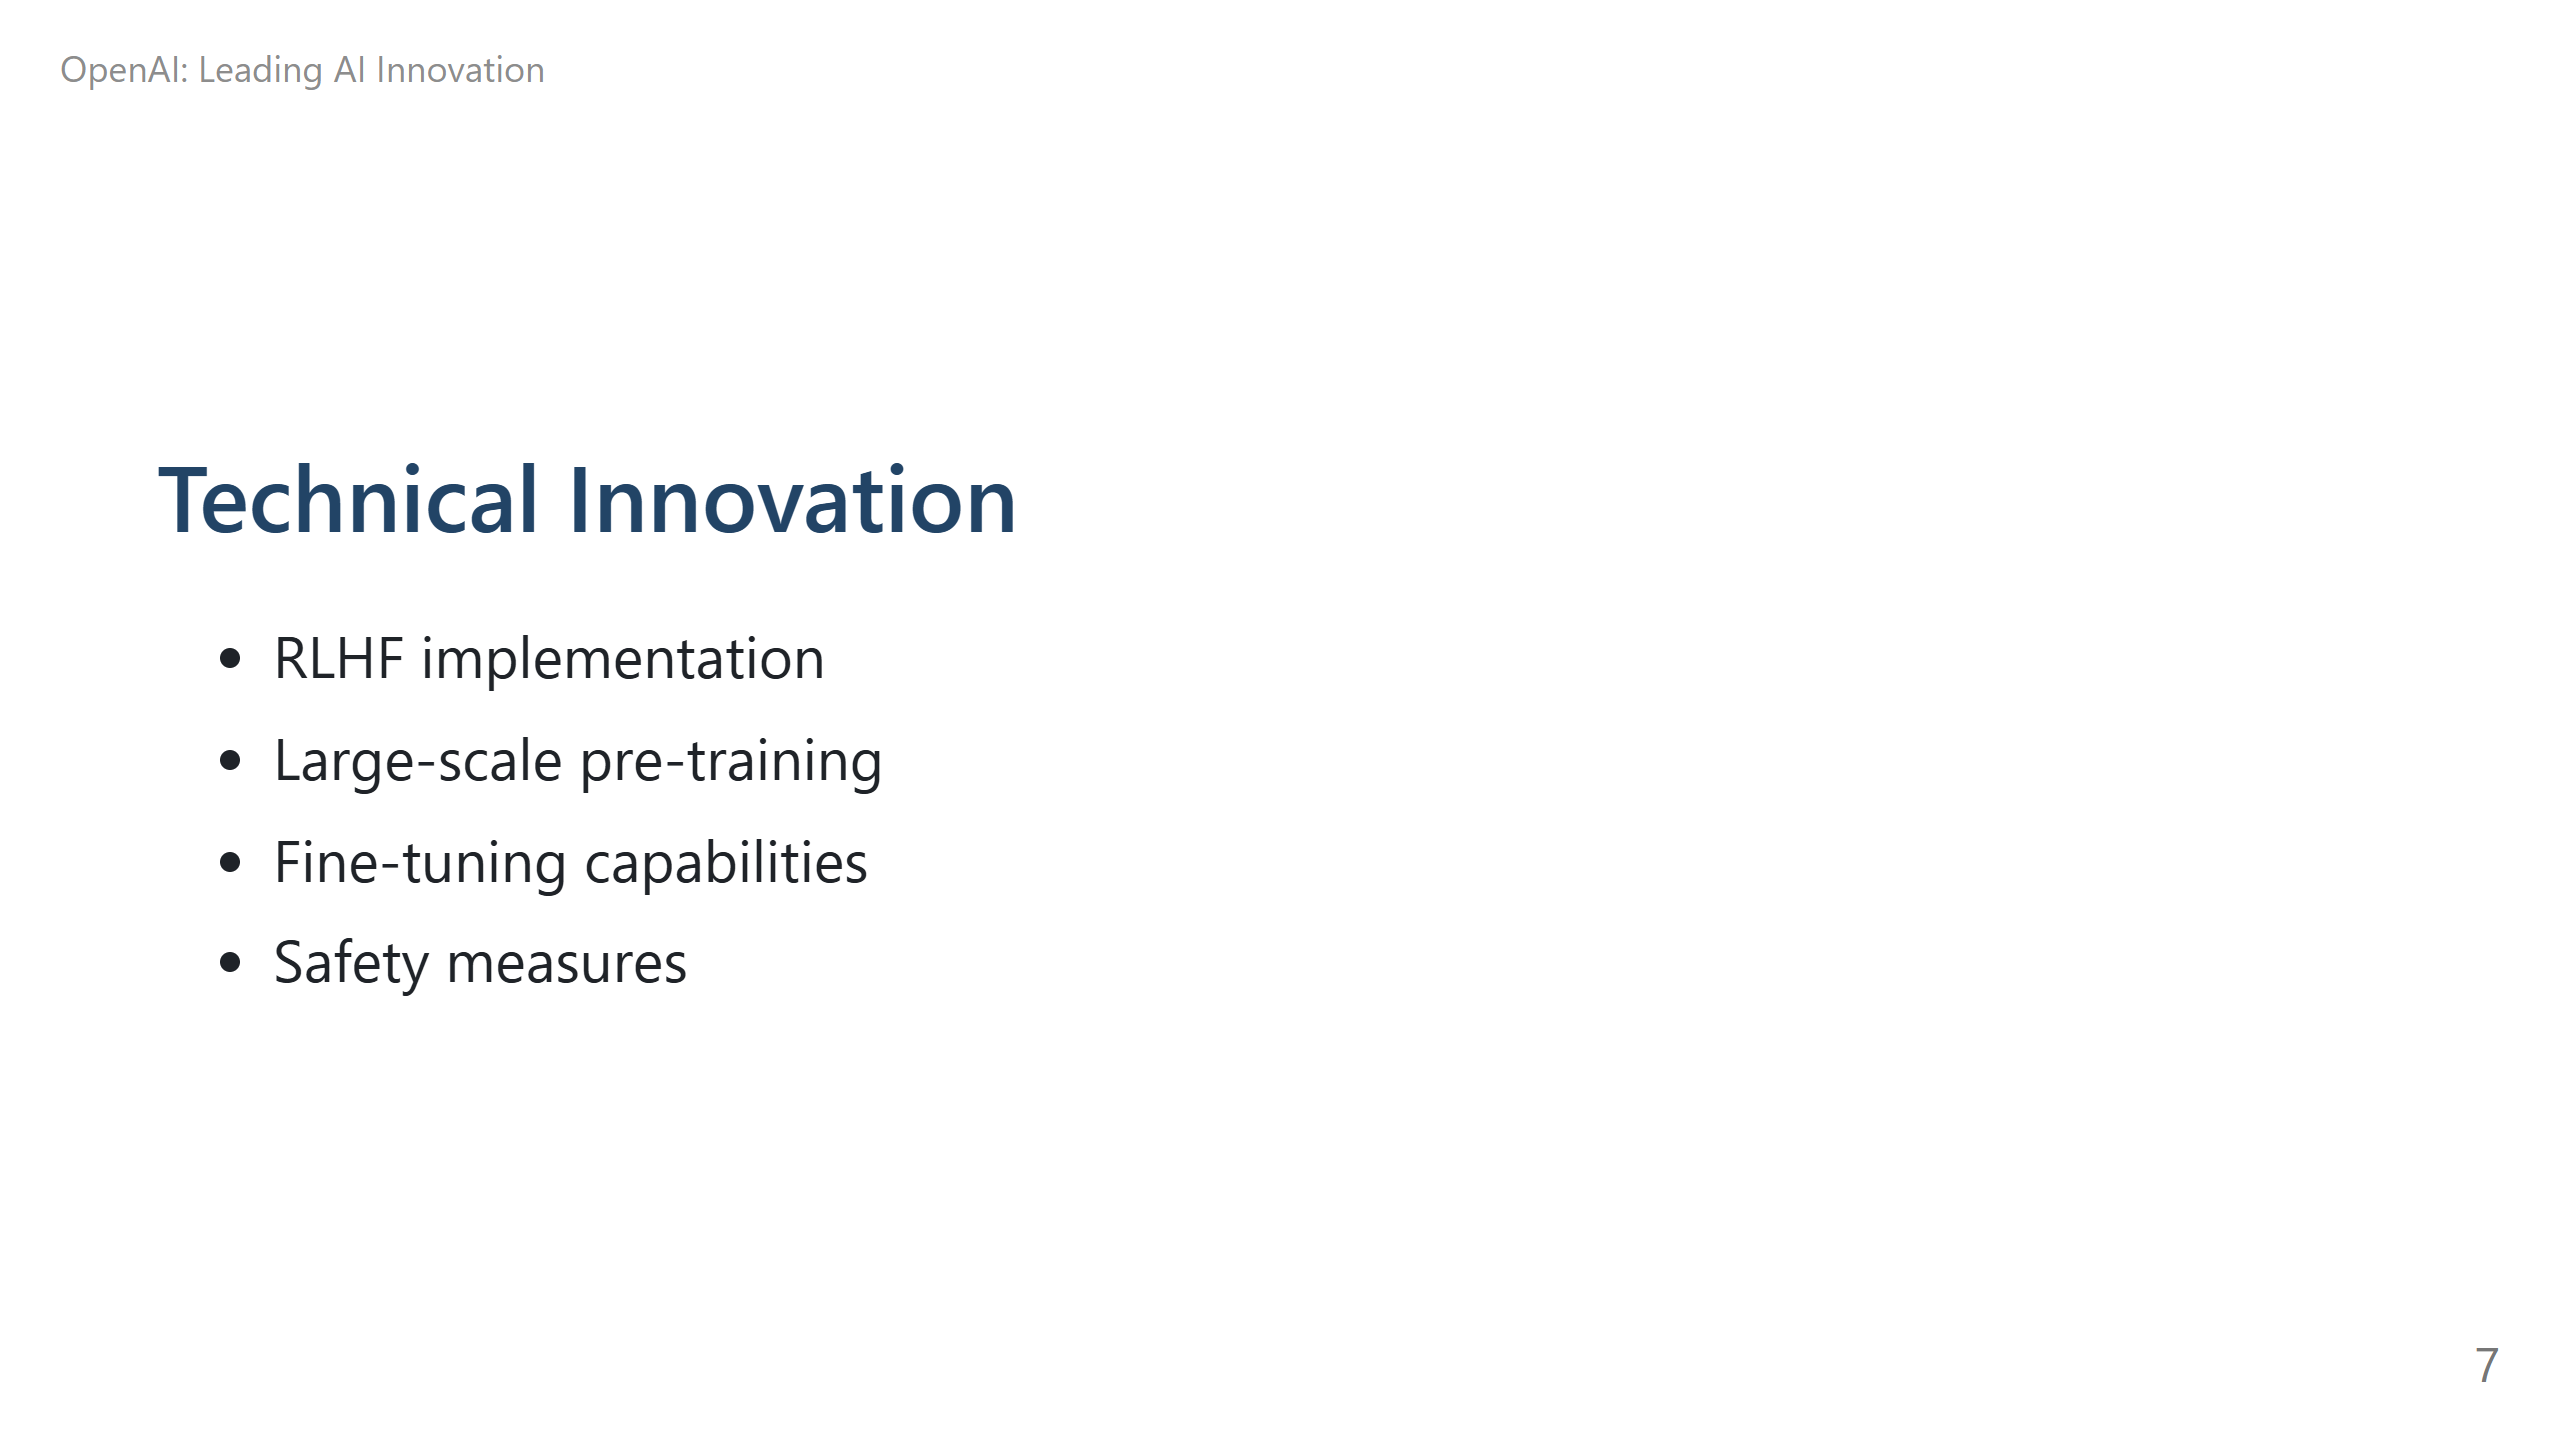 OpenAI: Leading AI Innovation
Technical Innovation
• RLHF implementation
• Large-scale pre-training
• Fine-tuning capabilities
• Safety measures
7